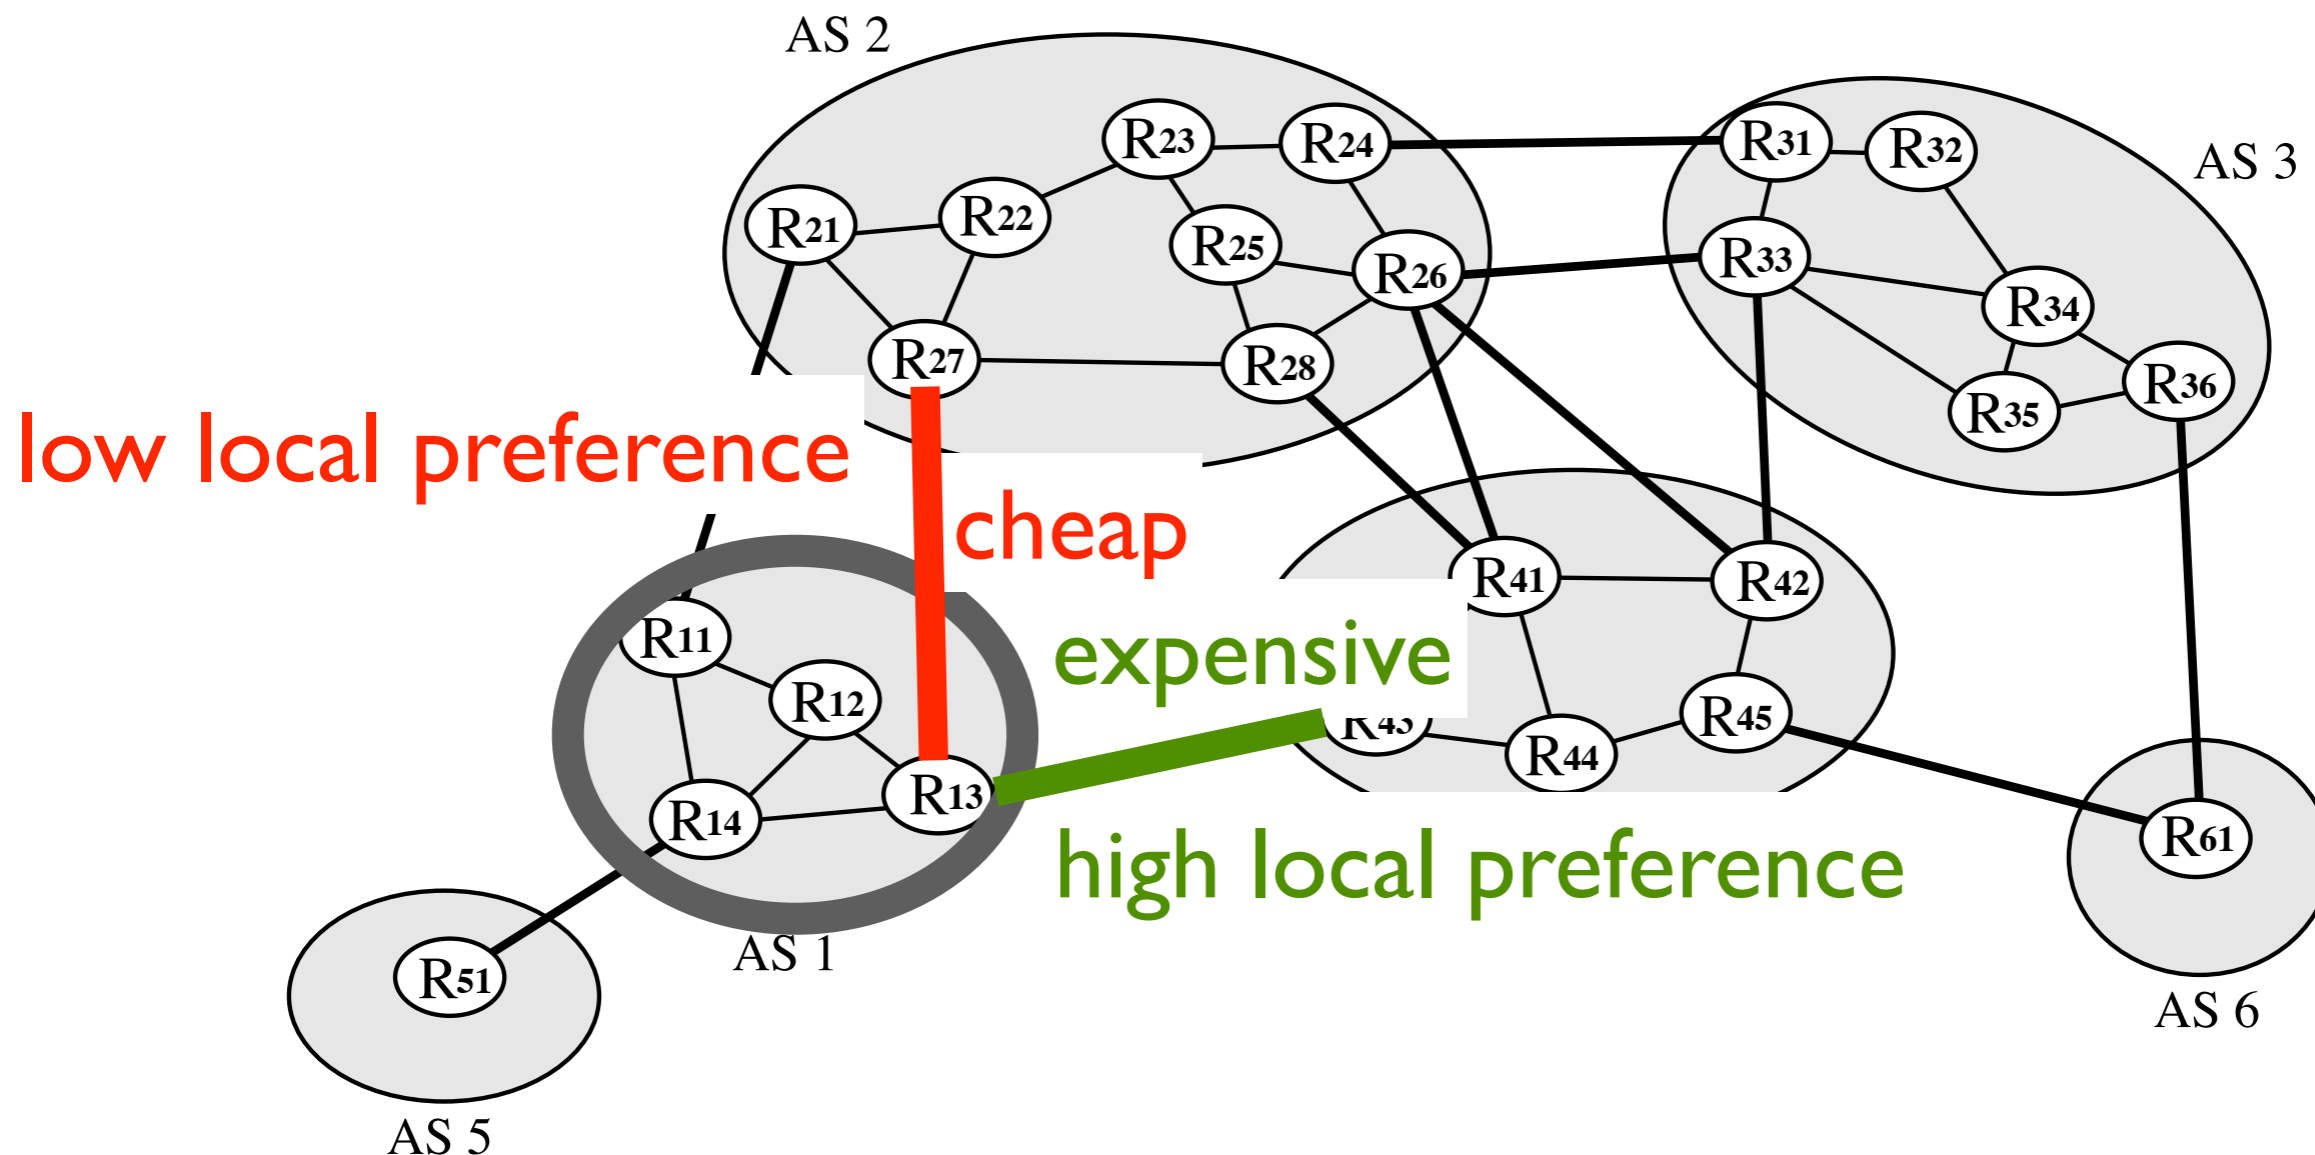 AS 2
R23
R24
R31
R32
AS 3
R21
R22
R25
R26
R33
R34
R27
R28
R35
R36
low local preference
cheap
R41
R42
R11
expensive
R12
R43
R45
R44
R13
R14
R61
high local preference
AS 1
R51
AS 6
AS 5